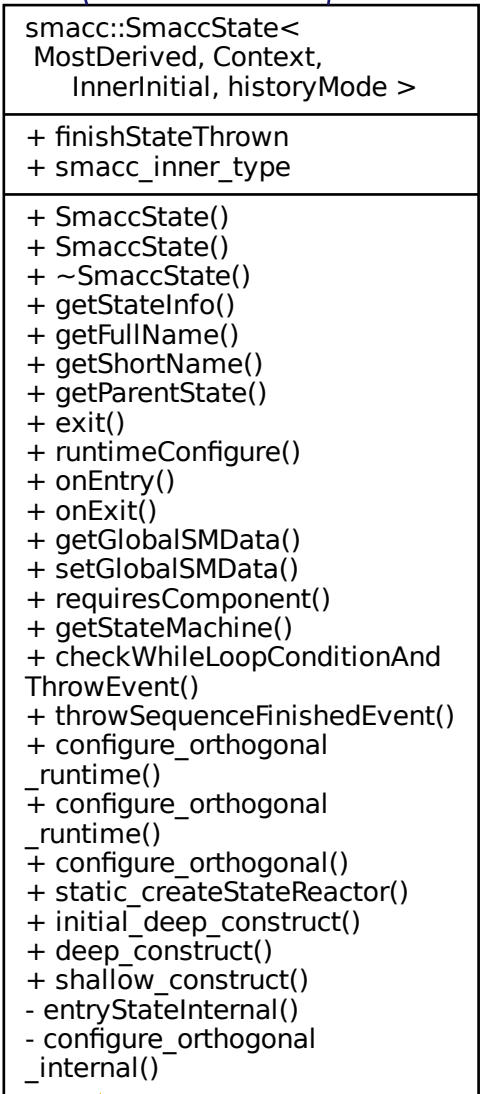 smacc::SmaccState<
MostDerived, Context,
InnerInitial, historyMode >
+ finishStateThrown
+ smacc_inner_type
+ SmaccState()
+ SmaccState()
+ ~SmaccState()
+ getStateInfo()
+ getFullName()
+ getShortName()
+ getParentState()
+ exit()
+ runtimeConfigure()
+ onEntry()
+ onExit()
+ getGlobalSMData()
+ setGlobalSMData()
+ requiresComponent()
+ getStateMachine()
+ checkWhileLoopConditionAnd
ThrowEvent()
+ throwSequenceFinishedEvent()
+ configure_orthogonal
_runtime()
+ configure_orthogonal
_runtime()
+ configure_orthogonal()
+ static_createStateReactor()
+ initial_deep_construct()
+ deep_construct()
+ shallow_construct()
- entryStateInternal()
- configure_orthogonal
_internal()